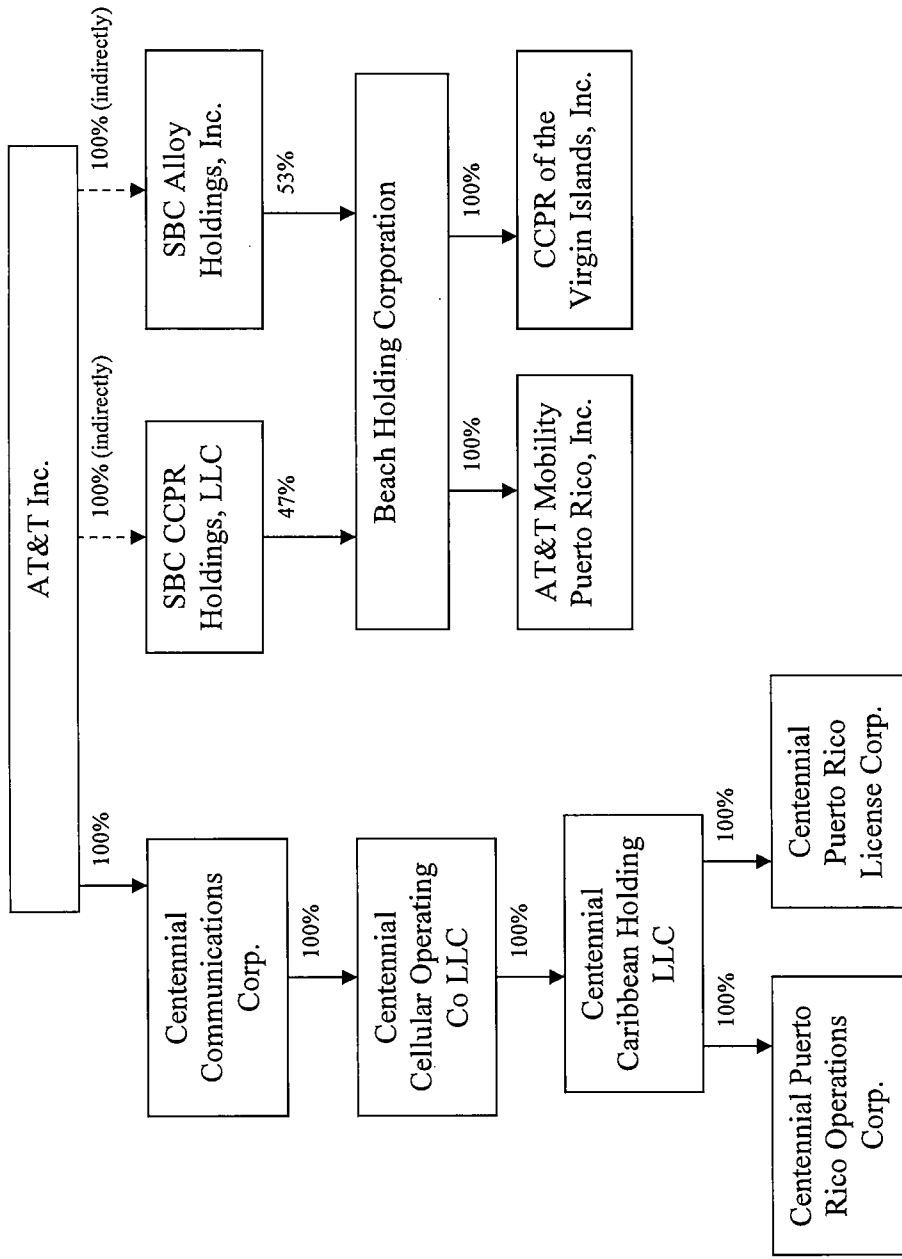 AT&T Inc.
100%
100% (indirectly)
100% (indirectly)
Centennial
Communications
Corp.
SBC CCPR
Holdings, LLC
SBC Alloy
Holdings, Inc.
100%
47%
53%
Centennial
Cellular Operating
Co LLC
Beach Holding Corporation
100%
100%
100%
Centennial
Caribbean Holding
LLC
AT&T Mobility
Puerto Rico, Inc.
CCPR of the
Virgin Islands, Inc.
100%
100%
Centennial Puerto
Rico Operations
Corp.
Centennial
Puerto Rico
License Corp.